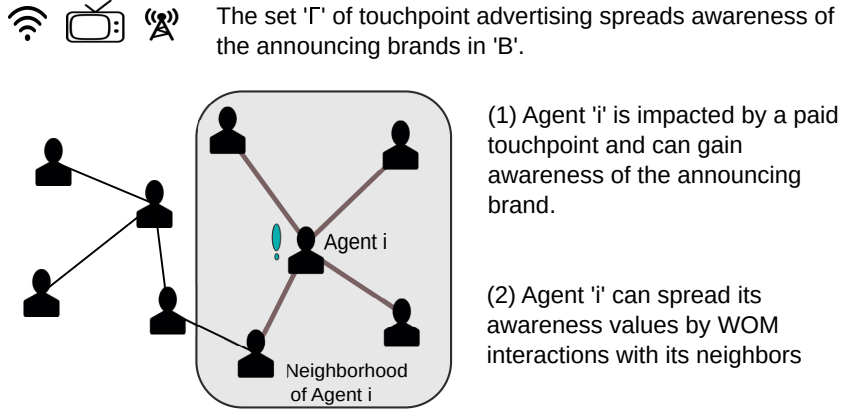 The set 'Γ' of touchpoint advertising spreads awareness of
the announcing brands in 'B'.
(1) Agent 'i' is impacted by a paid
touchpoint and can gain
awareness of the announcing
brand.
Agent i
(2) Agent 'i' can spread its
awareness values by WOM
interactions with its neighbors
Neighborhood
of Agent i